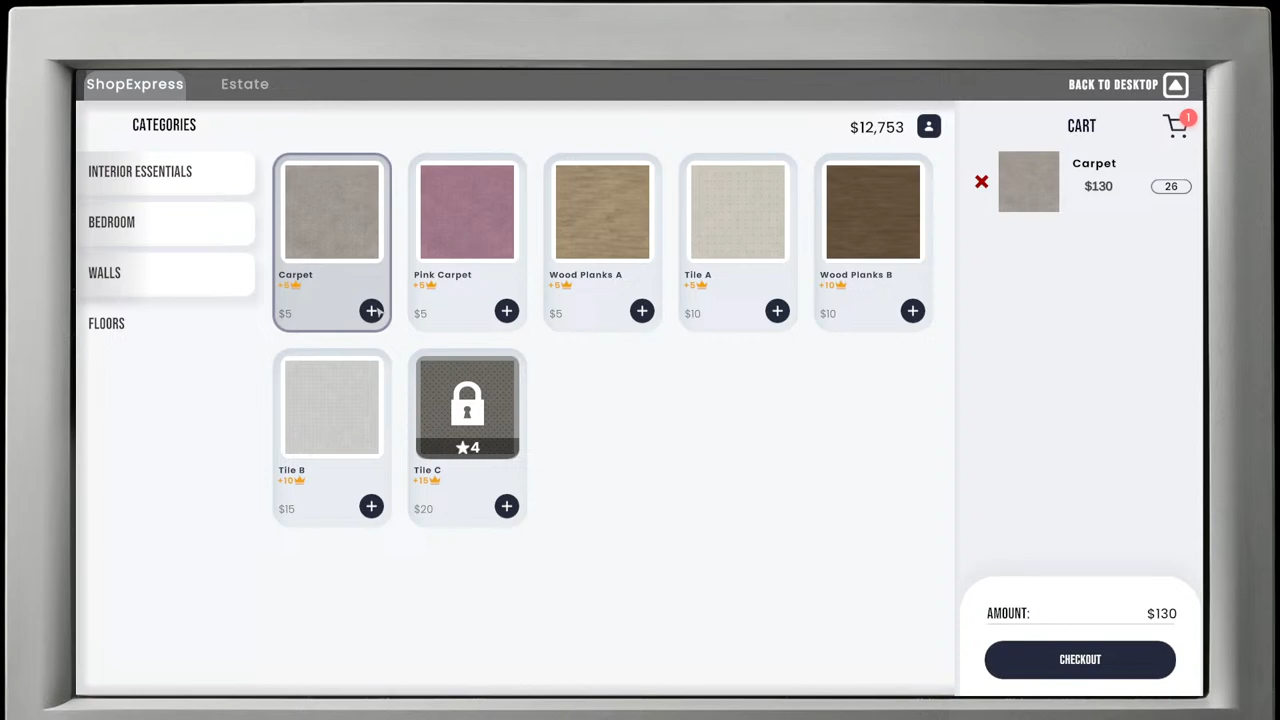 ShopExpress
Estate
BACK TO DESKTOP
CATEGORIES
$12,753
CART
1
INTERIOR ESSENTIALS
BEDROOM
WALLS
FLOORS
Carpet
+5
$5
Pink Carpet
+5
$5
Wood Planks A
+5
$5
Tile A
+5
$10
Wood Planks B
+10
$10
Tile B
+10
$15
4
Tile C
+15
$20
Carpet
$130
26
AMOUNT:
$130
CHECKOUT